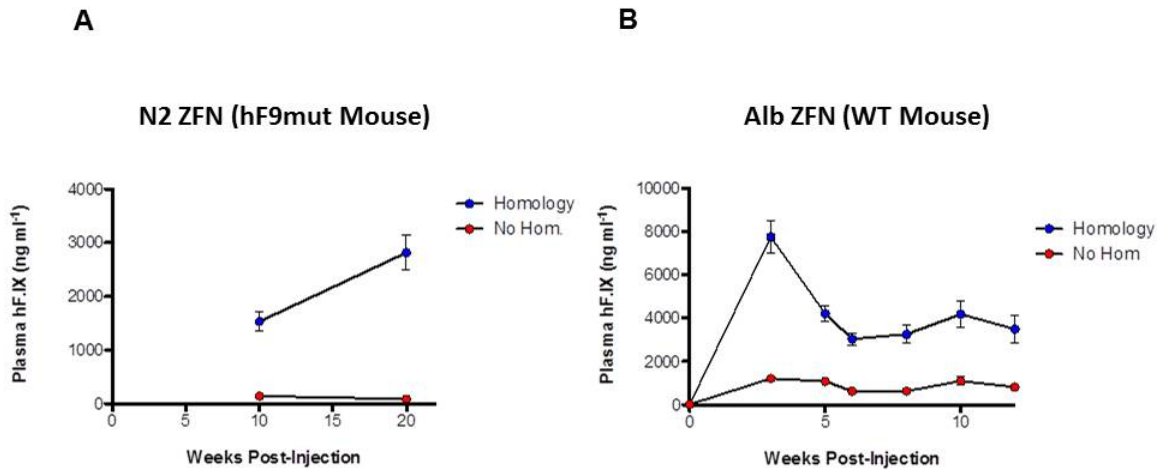 A
B
N2 ZFN (hF9mut Mouse)
Alb ZFN (WT Mouse)
Plasma hF.IX (ng ml-1)
4000
3000
2000
1000
0
0 5 10 15 20
Weeks Post-Injection
Homology
No Hom.
Plasma hF.IX (ng ml-1)
10000
8000
6000
4000
2000
0
0 5 10
Weeks Post-Injection
Homology
No Hom